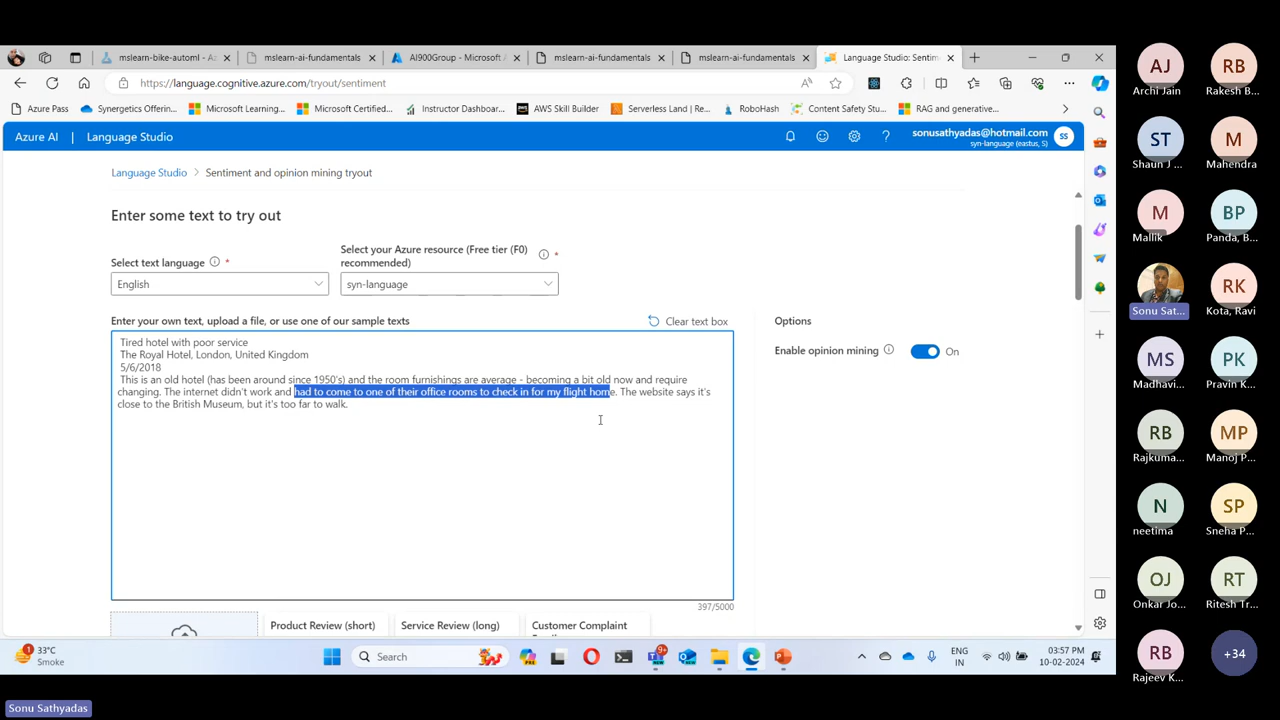 mslearn-bike-automl - Az
mslearn-ai-fundamentals
AI900Group - Microsoft A
mslearn-ai-fundamentals
mslearn-ai-fundamentals
Language Studio: Sentim
https://language.cognitive.azure.com/tryout/sentiment
Azure Pass
Synergetics Offerin...
Microsoft Learning...
Microsoft Certified...
Instructor Dashboar...
AWS Skill Builder
Serverless Land | Re...
RoboHash
Content Safety Stu...
RAG and generative...
Azure AI | Language Studio
sonusathyadas@hotmail.com
syn-language (eastus, S)
SS
Language Studio > Sentiment and opinion mining tryout
Enter some text to try out
Select text language *
Select your Azure resource (Free tier (F0) recommended) *
English
syn-language
Enter your own text, upload a file, or use one of our sample texts
Clear text box
Options
Enable opinion mining
On
Tired hotel with poor service
The Royal Hotel, London, United Kingdom
5/6/2018
This is an old hotel (has been around since 1950's) and the room furnishings are average - becoming a bit old now and require
changing. The internet didn't work and had to come to one of their office rooms to check in for my flight home. The website says it's
close to the British Museum, but it's too far to walk.
397/5000
Product Review (short)
Service Review (long)
Customer Complaint
1
33°C
Smoke
Search
9+
ENG
IN
03:57 PM
10-02-2024
AJ
Archi Jain
RB
Rakesh B...
ST
Shaun J ...
M
Mahendra
M
Mallik
BP
Panda, B...
Sonu Sat...
RK
Kota, Ravi
MS
Madhavi...
PK
Pravin K...
RB
Rajkuma...
MP
Manoj P...
N
neetima
SP
Sneha P...
OJ
Onkar Jo...
RT
Ritesh Tr...
RB
Rajeev K...
+34
Sonu Sathyadas